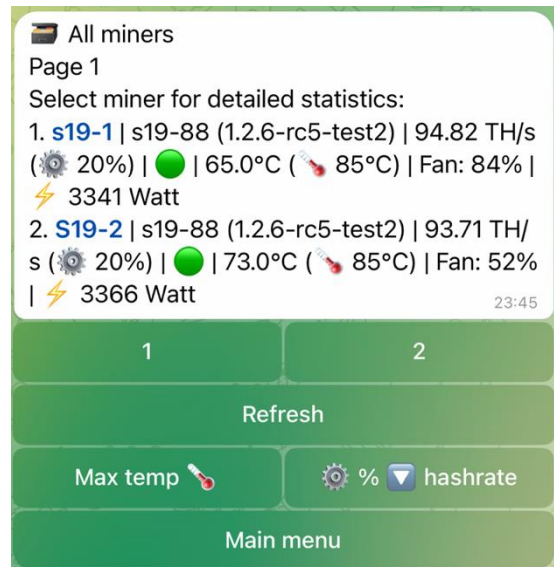 🗃 All miners
Page 1
Select miner for detailed statistics:
1. s19-1 | s19-88 (1.2.6-rc5-test2) | 94.82 TH/s
(⚙️ 20%) | 🟢 | 65.0°C (🌡 85°C) | Fan: 84% |
⚡ 3341 Watt
2. S19-2 | s19-88 (1.2.6-rc5-test2) | 93.71 TH/
s (⚙️ 20%) | 🟢 | 73.0°C (🌡 85°C) | Fan: 52%
| ⚡ 3366 Watt
23:45
1
2
Refresh
Max temp 🌡
⚙️ % 🔽 hashrate
Main menu